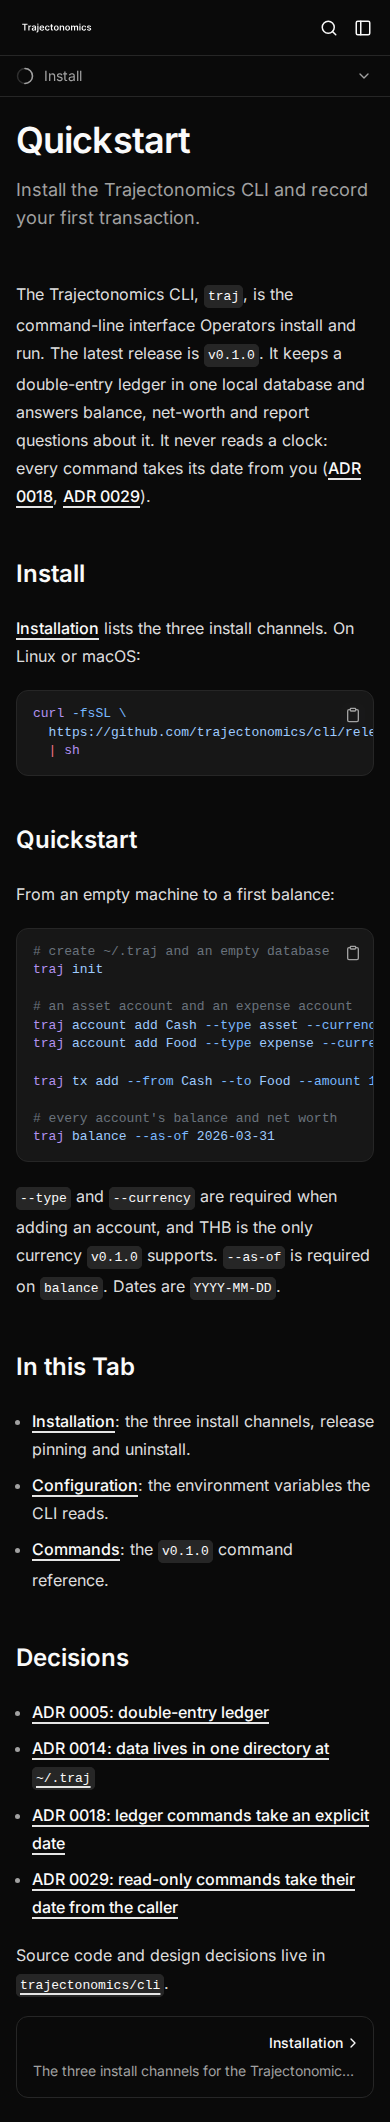 Trajectonomics
Install
Quickstart
Install the Trajectonomics CLI and record
your first transaction.
The Trajectonomics CLI, traj, is the
command-line interface Operators install and
run. The latest release is v0.1.0. It keeps a
double-entry ledger in one local database and
answers balance, net-worth and report
questions about it. It never reads a clock:
every command takes its date from you (ADR
0018, ADR 0029).
Install
Installation lists the three install channels. On
Linux or macOS:
curl -fsSL \
https://github.com/trajectonomics/cli/rele
| sh
Quickstart
From an empty machine to a first balance:
# create ~/.traj and an empty database
traj init
# an asset account and an expense account
traj account add Cash --type asset --currenc
traj account add Food --type expense --curre
traj tx add --from Cash --to Food --amount 1
# every account's balance and net worth
traj balance --as-of 2026-03-31
--type and --currency are required when
adding an account, and THB is the only
currency v0.1.0 supports. --as-of is required
on balance. Dates are YYYY-MM-DD.
In this Tab
• Installation: the three install channels, release
pinning and uninstall.
• Configuration: the environment variables the
CLI reads.
• Commands: the v0.1.0 command
reference.
Decisions
• ADR 0005: double-entry ledger
• ADR 0014: data lives in one directory at
~/.traj
• ADR 0018: ledger commands take an explicit
date
• ADR 0029: read-only commands take their
date from the caller
Source code and design decisions live in
trajectonomics/cli.
Installation
The three install channels for the Trajectonomic...